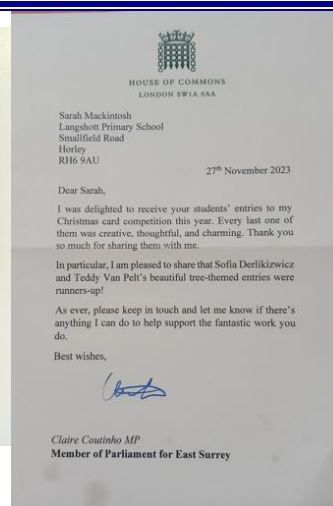 HOUSE OF COMMONS
LONDON SW1A 0AA
Sarah Mackintosh
Langshott Primary School
Smallfield Road
Horley
RH6 9AU
27th November 2023
Dear Sarah,
I was delighted to receive your students' entries to my
Christmas card competition this year. Every last one of
them was creative, thoughtful, and charming. Thank you
so much for sharing them with me.
In particular, I am pleased to share that Sofia Derlikizwicz
and Teddy Van Pelt's beautiful tree-themed entries were
runners-up!
As ever, please keep in touch and let me know if there's
anything I can do to help support the fantastic work you
do.
Best wishes,
Claire Coutinho MP
Member of Parliament for East Surrey